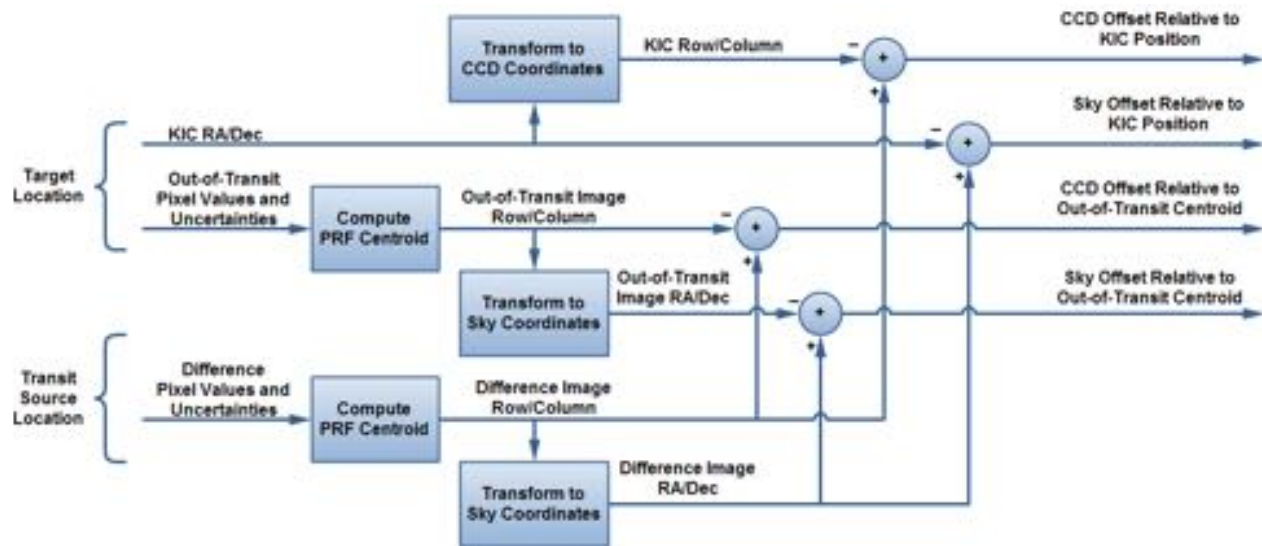 Transform to
CCD Coordinates
KIC Row/Column
−
+
+
CCD Offset Relative to
KIC Position
KIC RA/Dec
−
+
+
Sky Offset Relative to
KIC Position
Target
Location
Out-of-Transit
Pixel Values and
Uncertainties
Compute
PRF Centroid
Out-of-Transit Image
Row/Column
−
+
+
CCD Offset Relative to
Out-of-Transit Centroid
Transform to
Sky Coordinates
Out-of-Transit
Image RA/Dec
−
+
+
Sky Offset Relative to
Out-of-Transit Centroid
Transit
Source
Location
Difference
Pixel Values and
Uncertainties
Compute
PRF Centroid
Difference Image
Row/Column
Transform to
Sky Coordinates
Difference Image
RA/Dec